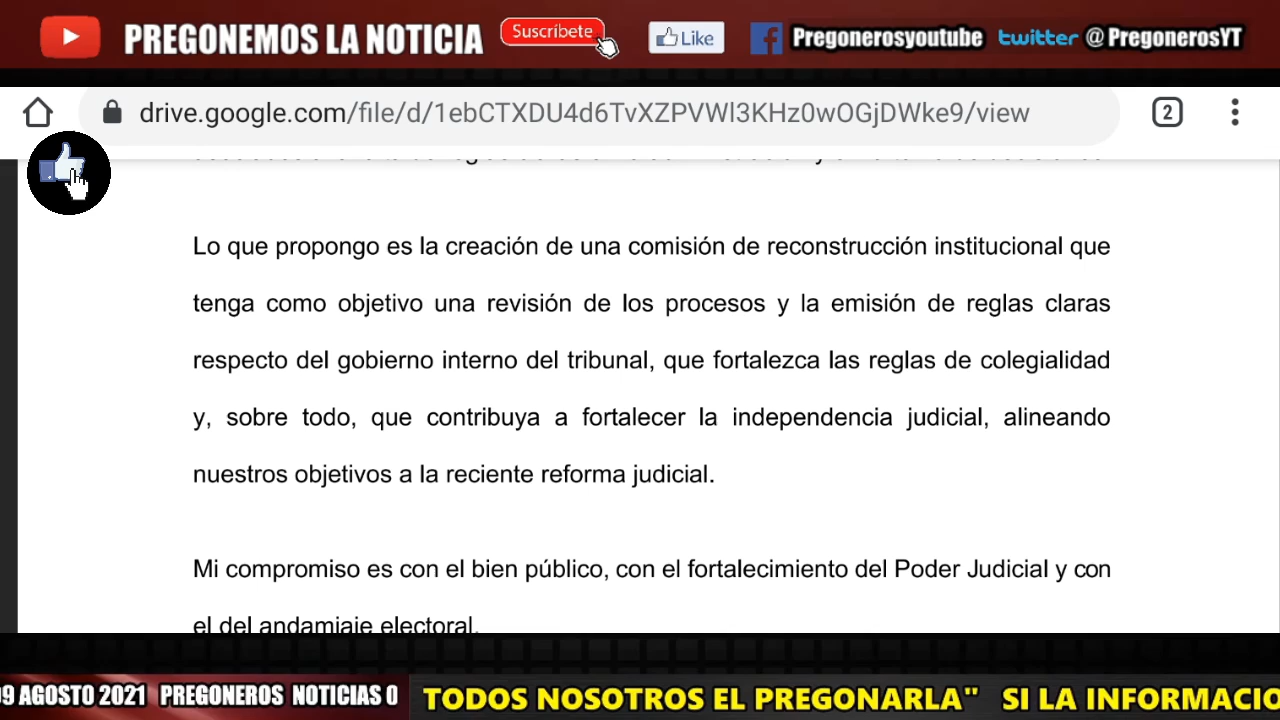 PREGONEMOS LA NOTICIA Suscríbete Like Pregonerosyoutube twitter @PregonerosYT
drive.google.com/file/d/1ebCTXDU4d6TvXZPVWl3KHz0wOGjDWke9/view 2
Lo que propongo es la creación de una comisión de reconstrucción institucional que
tenga como objetivo una revisión de los procesos y la emisión de reglas claras
respecto del gobierno interno del tribunal, que fortalezca las reglas de colegialidad
y, sobre todo, que contribuya a fortalecer la independencia judicial, alineando
nuestros objetivos a la reciente reforma judicial.
Mi compromiso es con el bien público, con el fortalecimiento del Poder Judicial y con
el del andamiaje electoral.
09 AGOSTO 2021 PREGONEROS NOTICIAS 0 TODOS NOSOTROS EL PREGONARLA" SI LA INFORMACIO